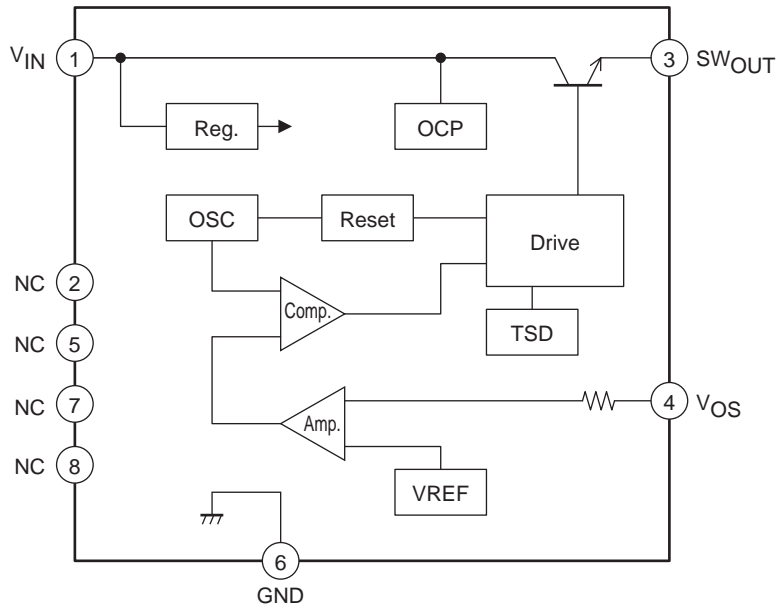 VIN 1
3 SWOUT
Reg.
OCP
OSC
Reset
Drive
NC 2
Comp.
TSD
NC 5
NC 7
4 VOS
Amp.
NC 8
VREF
6
GND